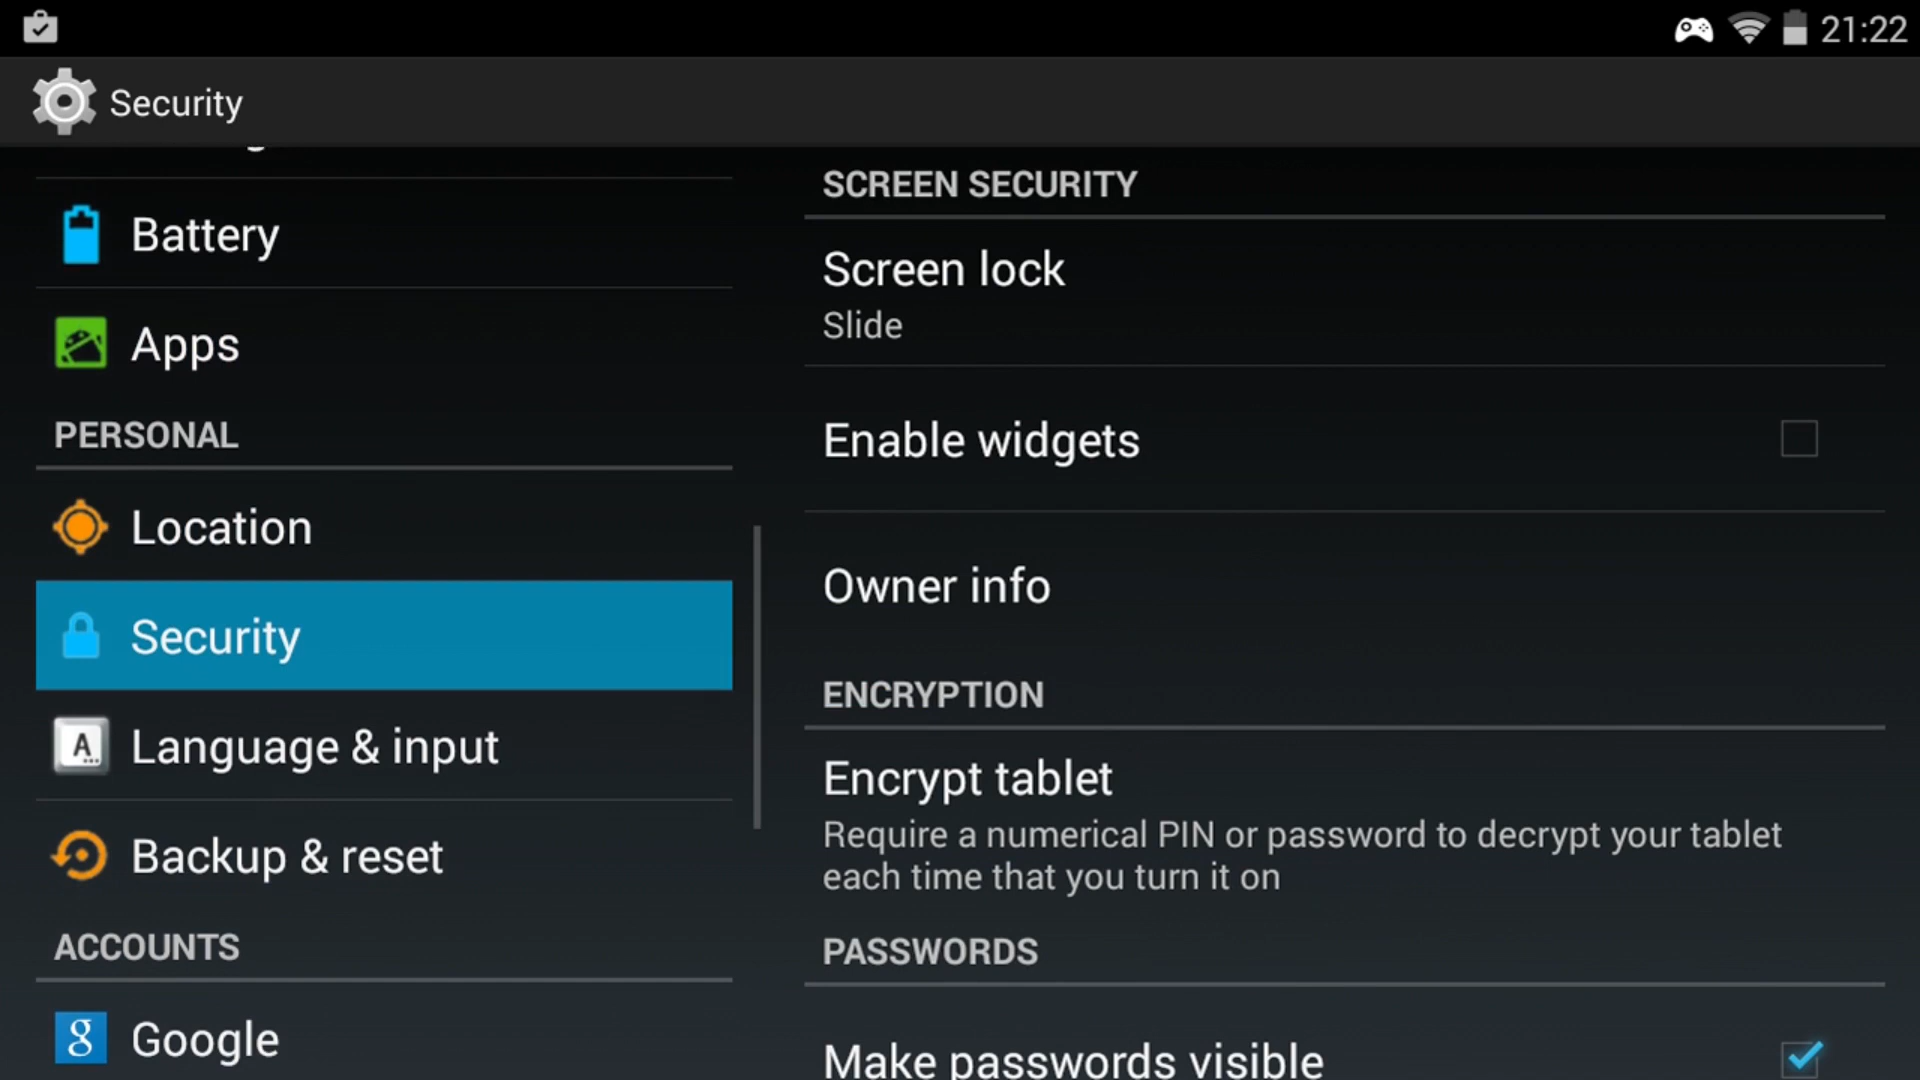 21:22
Security
Battery
Apps
PERSONAL
Location
Security
Language & input
Backup & reset
ACCOUNTS
Google
SCREEN SECURITY
Screen lock
Slide
Enable widgets
Owner info
ENCRYPTION
Encrypt tablet
Require a numerical PIN or password to decrypt your tablet
each time that you turn it on
PASSWORDS
Make passwords visible